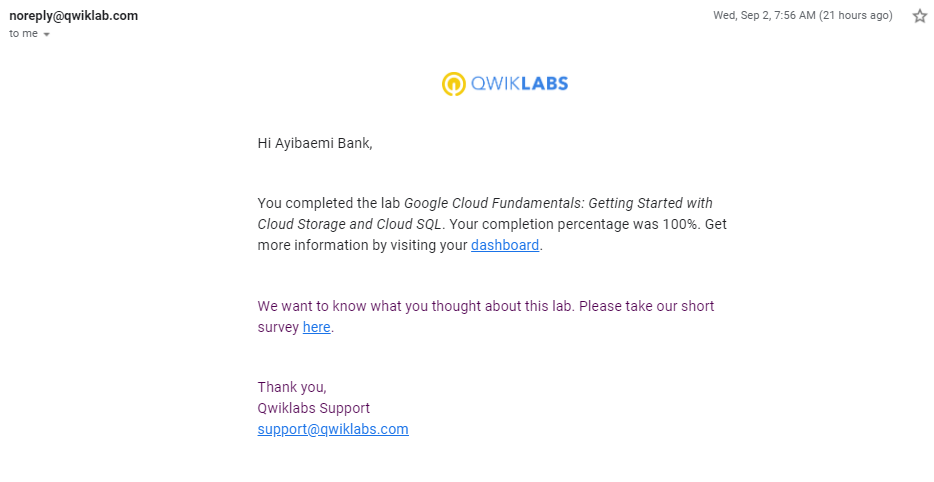 noreply@qwiklab.com
Wed, Sep 2, 7:56 AM (21 hours ago)
to me
QWIKLABS
Hi Ayibaemi Bank,
You completed the lab Google Cloud Fundamentals: Getting Started with
Cloud Storage and Cloud SQL. Your completion percentage was 100%. Get
more information by visiting your dashboard.
We want to know what you thought about this lab. Please take our short
survey here.
Thank you,
Qwiklabs Support
support@qwiklabs.com